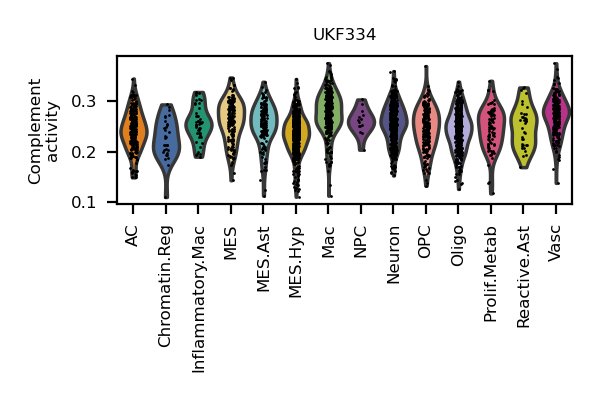 UKF334
Complement
activity
0.3
0.2
0.1
AC
Chromatin.Reg
Inflammatory.Mac
MES
MES.Ast
MES.Hyp
Mac
NPC
Neuron
OPC
Oligo
Prolif.Metab
Reactive.Ast
Vasc